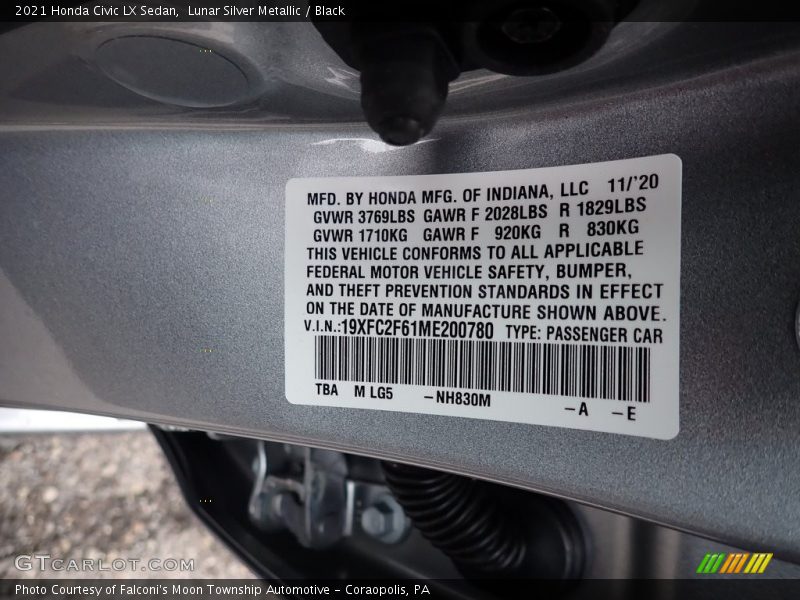 2021 Honda Civic LX Sedan, Lunar Silver Metallic / Black
MFD. BY HONDA MFG. OF INDIANA, LLC 11/'20
GVWR 3769LBS GAWR F 2028LBS R 1829LBS
GVWR 1710KG GAWR F 920KG R 830KG
THIS VEHICLE CONFORMS TO ALL APPLICABLE
FEDERAL MOTOR VEHICLE SAFETY, BUMPER,
AND THEFT PREVENTION STANDARDS IN EFFECT
ON THE DATE OF MANUFACTURE SHOWN ABOVE.
V.I.N.:19XFC2F61ME200780 TYPE: PASSENGER CAR
TBA M LG5 –NH830M –A –E
GTCARLOT.COM
Photo Courtesy of Falconi's Moon Township Automotive – Coraopolis, PA